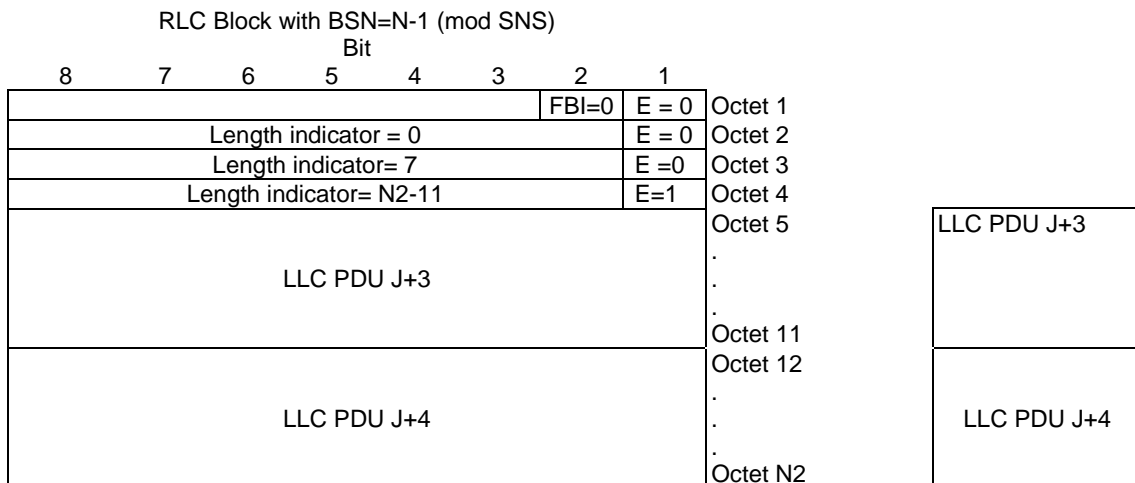 RLC Block with BSN=N-1 (mod SNS)
Bit
8 7 6 5 4 3 2 1
FBI=0 E = 0 Octet 1
Length indicator = 0 E = 0 Octet 2
Length indicator= 7 E =0 Octet 3
Length indicator= N2-11 E=1 Octet 4
Octet 5 LLC PDU J+3
.
LLC PDU J+3 .
.
Octet 11
Octet 12
.
LLC PDU J+4 . LLC PDU J+4
.
Octet N2